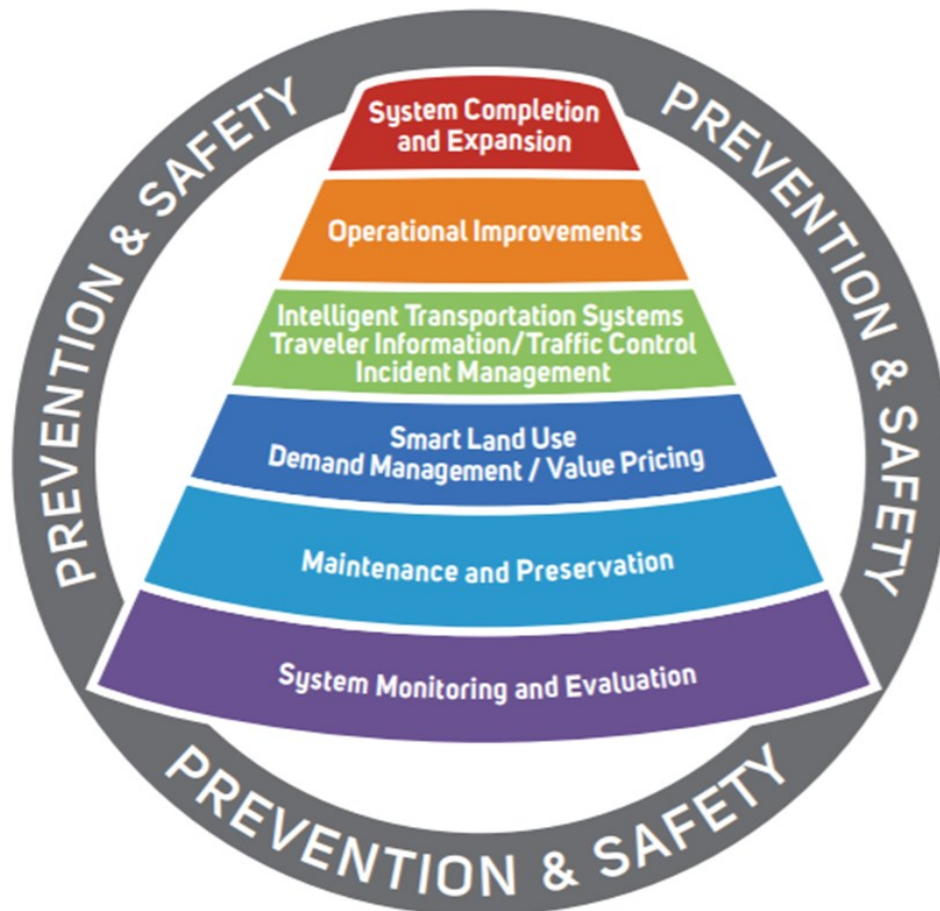 PREVENTION & SAFETY
PREVENTION & SAFETY
System Completion
and Expansion
Operational Improvements
Intelligent Transportation Systems
Traveler Information/Traffic Control
Incident Management
Smart Land Use
Demand Management / Value Pricing
Maintenance and Preservation
System Monitoring and Evaluation
PREVENTION & SAFETY